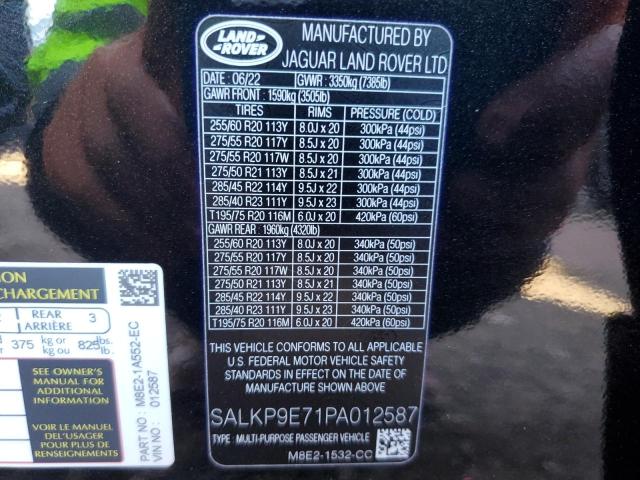 LAND
ROVER
MANUFACTURED BY
JAGUAR LAND ROVER LTD
DATE : 06/22 GVWR : 3350kg (7385lb)
GAWR FRONT : 1590kg (3505lb)
TIRES RIMS PRESSURE (COLD)
255/60 R20 113Y 8.0J x 20 300kPa (44psi)
275/55 R20 117Y 8.5J x 20 300kPa (44psi)
275/55 R20 117W 8.5J x 20 300kPa (44psi)
275/50 R21 113Y 8.5J x 21 300kPa (44psi)
285/45 R22 114Y 9.5J x 22 300kPa (44psi)
285/40 R23 111Y 9.5J x 23 300kPa (44psi)
T195/75 R20 116M 6.0J x 20 420kPa (60psi)
GAWR REAR : 1960kg (4320lb)
255/60 R20 113Y 8.0J x 20 340kPa (50psi)
275/55 R20 117Y 8.5J x 20 340kPa (50psi)
275/55 R20 117W 8.5J x 20 340kPa (50psi)
275/50 R21 113Y 8.5J x 21 340kPa (50psi)
285/45 R22 114Y 9.5J x 22 340kPa (50psi)
285/40 R23 111Y 9.5J x 23 340kPa (50psi)
T195/75 R20 116M 6.0J x 20 420kPa (60psi)
THIS VEHICLE CONFORMS TO ALL APPLICABLE
U.S. FEDERAL MOTOR VEHICLE SAFETY
STANDARDS IN EFFECT ON THE DATE OF
MANUFACTURE SHOWN ABOVE
SALKP9E71PA012587
TYPE : MULTI-PURPOSE PASSENGER VEHICLE
M8E2-1532-CC
REAR 3
ARRIÈRE
375 kg or 825 lbs.
kg ou lb.
SEE OWNER'S
MANUAL FOR
ADDITIONAL
INFORMATION
VOIR LE MANUEL
DE L'USAGER
POUR PLUS DE
RENSEIGNEMENTS
PART NO : M8E2-1A552-EC
VIN NO : 012587